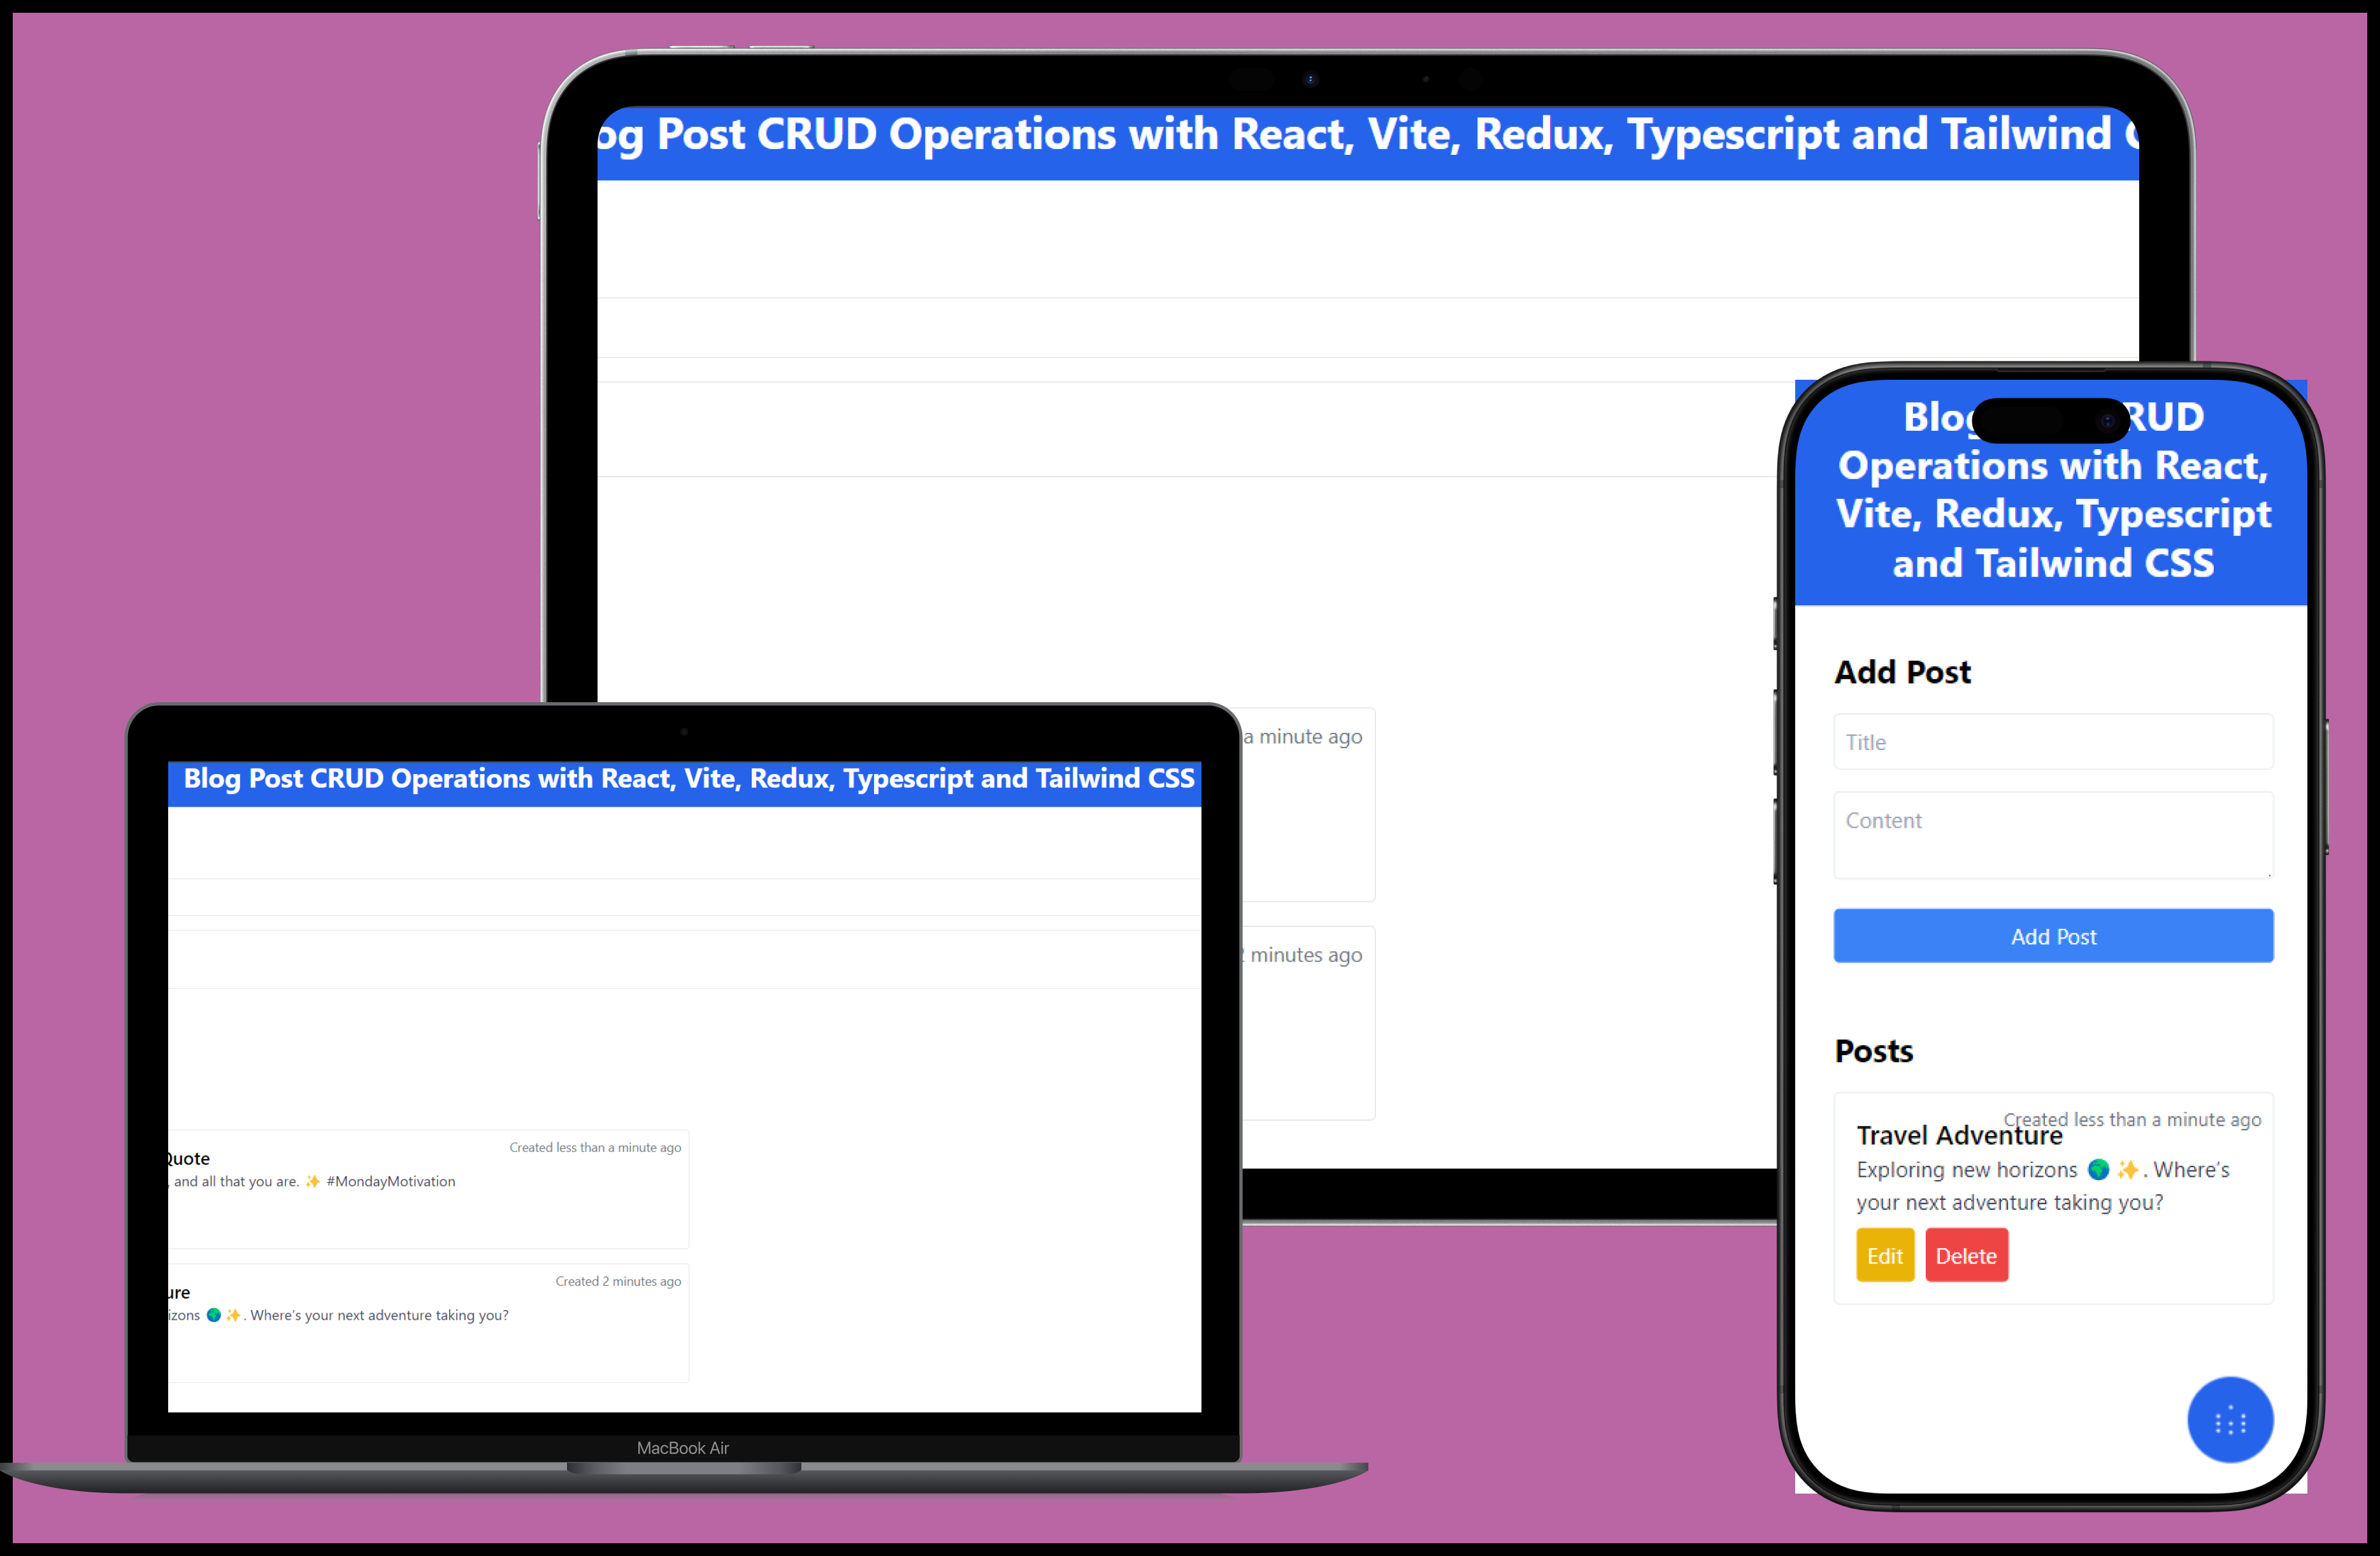 og Post CRUD Operations with React, Vite, Redux, Typescript and Tailwind
a minute ago
minutes ago
Blog Post CRUD Operations with React, Vite, Redux, Typescript and Tailwind CSS
Created less than a minute ago
Quote
, and all that you are. ✨ #MondayMotivation
Created 2 minutes ago
ure
izons 🌍 ✨. Where's your next adventure taking you?
MacBook Air
Blog RUD
Operations with React,
Vite, Redux, Typescript
and Tailwind CSS
Add Post
Title
Content
Add Post
Posts
Created less than a minute ago
Travel Adventure
Exploring new horizons 🌍 ✨. Where's
your next adventure taking you?
Edit Delete